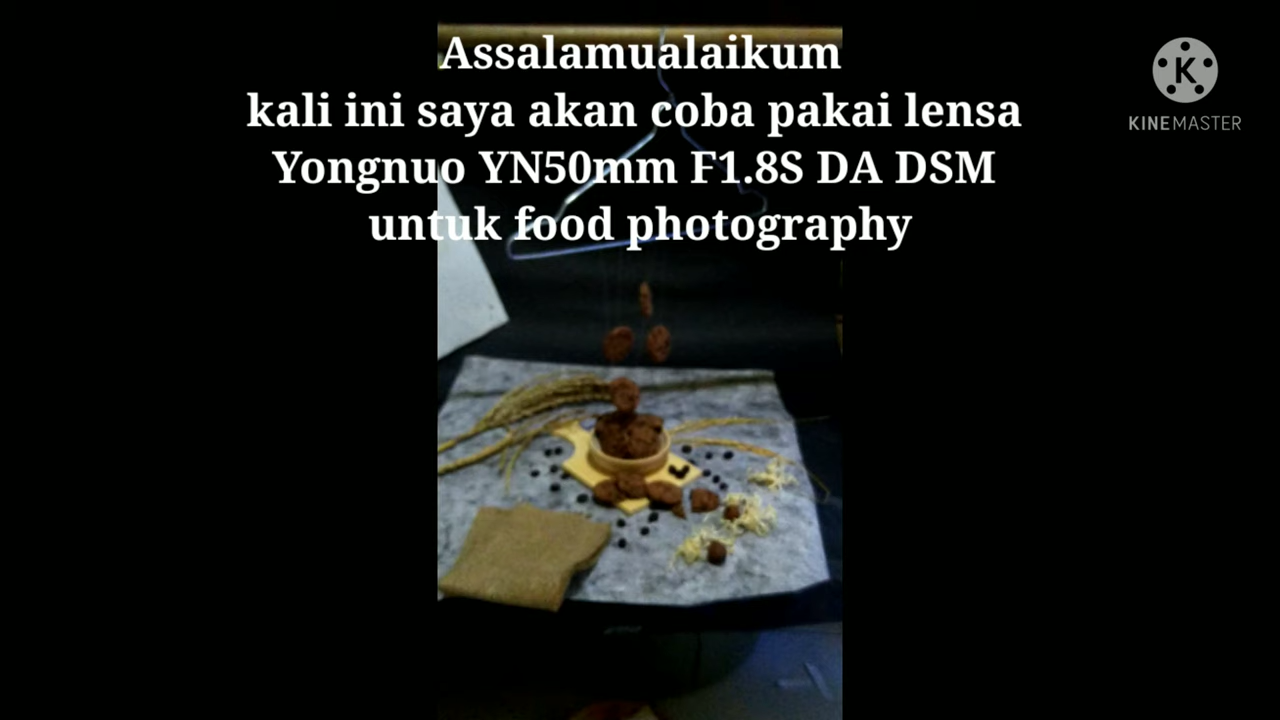 Assalamualaikum
kali ini saya akan coba pakai lensa
Yongnuo YN50mm F1.8S DA DSM
untuk food photography
K
KINEMASTER